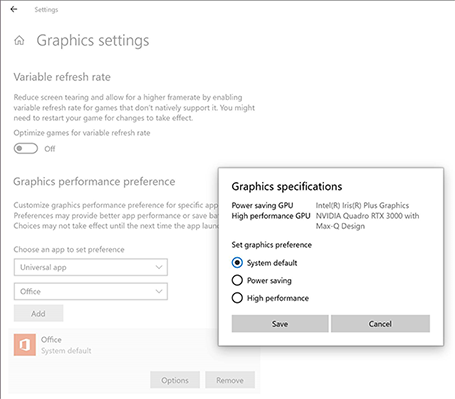 Settings
Graphics settings
Variable refresh rate
Reduce screen tearing and allow for a higher framerate by enabling
variable refresh rate for games that don't natively support it. You might
need to restart your game for changes to take effect.
Optimize games for variable refresh rate
Off
Graphics performance preference
Customize graphics performance preference for specific app
Preferences may provide better app performance or save ba
Choices may not take effect until the next time the app laun
Choose an app to set preference
Universal app
Office
Add
Office
System default
Options
Remove
Graphics specifications
Power saving GPU Intel(R) Iris(R) Plus Graphics
High performance GPU NVIDIA Quadro RTX 3000 with
Max-Q Design
Set graphics preference
System default
Power saving
High performance
Save
Cancel